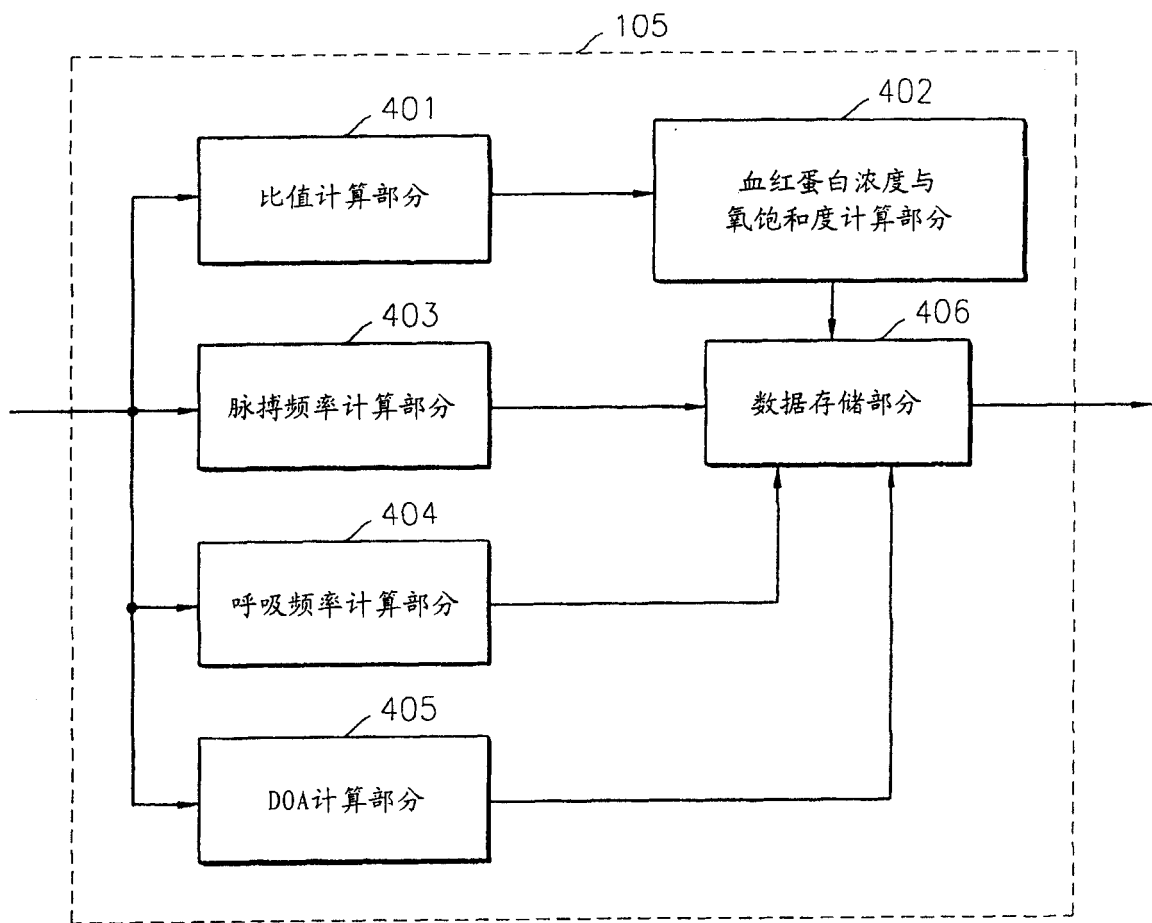 105
401
比值计算部分
402
血红蛋白浓度与
氧饱和度计算部分
403
脉搏频率计算部分
406
数据存储部分
404
呼吸频率计算部分
405
DOA计算部分